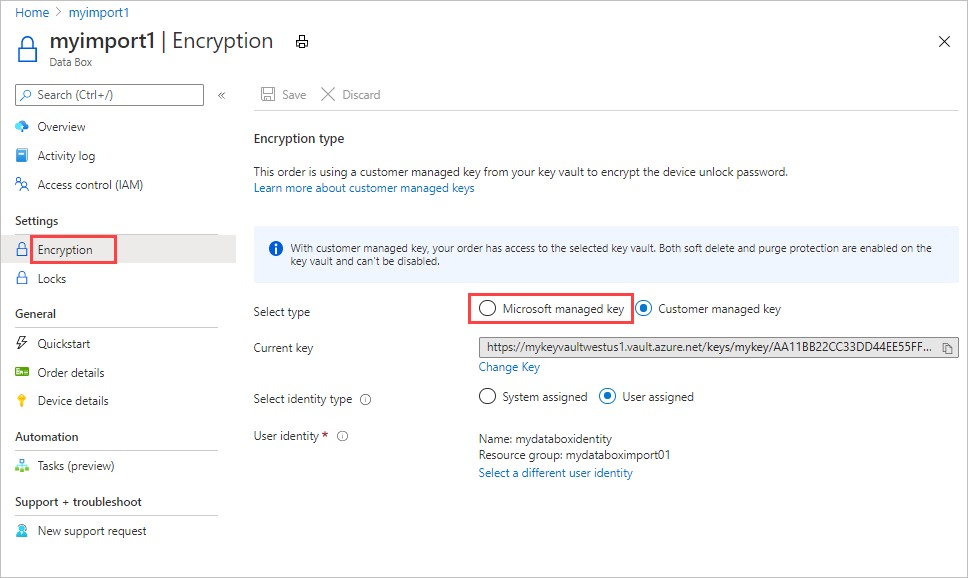 Home > myimport1
myimport1 | Encryption
Data Box
Search (Ctrl+/)
«
Overview
Activity log
Access control (IAM)
Settings
Encryption
Locks
General
Quickstart
Order details
Device details
Automation
Tasks (preview)
Support + troubleshoot
New support request
Save
Discard
Encryption type
This order is using a customer managed key from your key vault to encrypt the device unlock password.
Learn more about customer managed keys
With customer managed key, your order has access to the selected key vault. Both soft delete and purge protection are enabled on the
key vault and can't be disabled.
Select type
Microsoft managed key
Customer managed key
Current key
https://mykeyvaultwestus1.vault.azure.net/keys/mykey/AA11BB22CC33DD44EE55FF...
Change Key
Select identity type
System assigned
User assigned
User identity *
Name: mydataboxidentity
Resource group: mydataboximport01
Select a different user identity